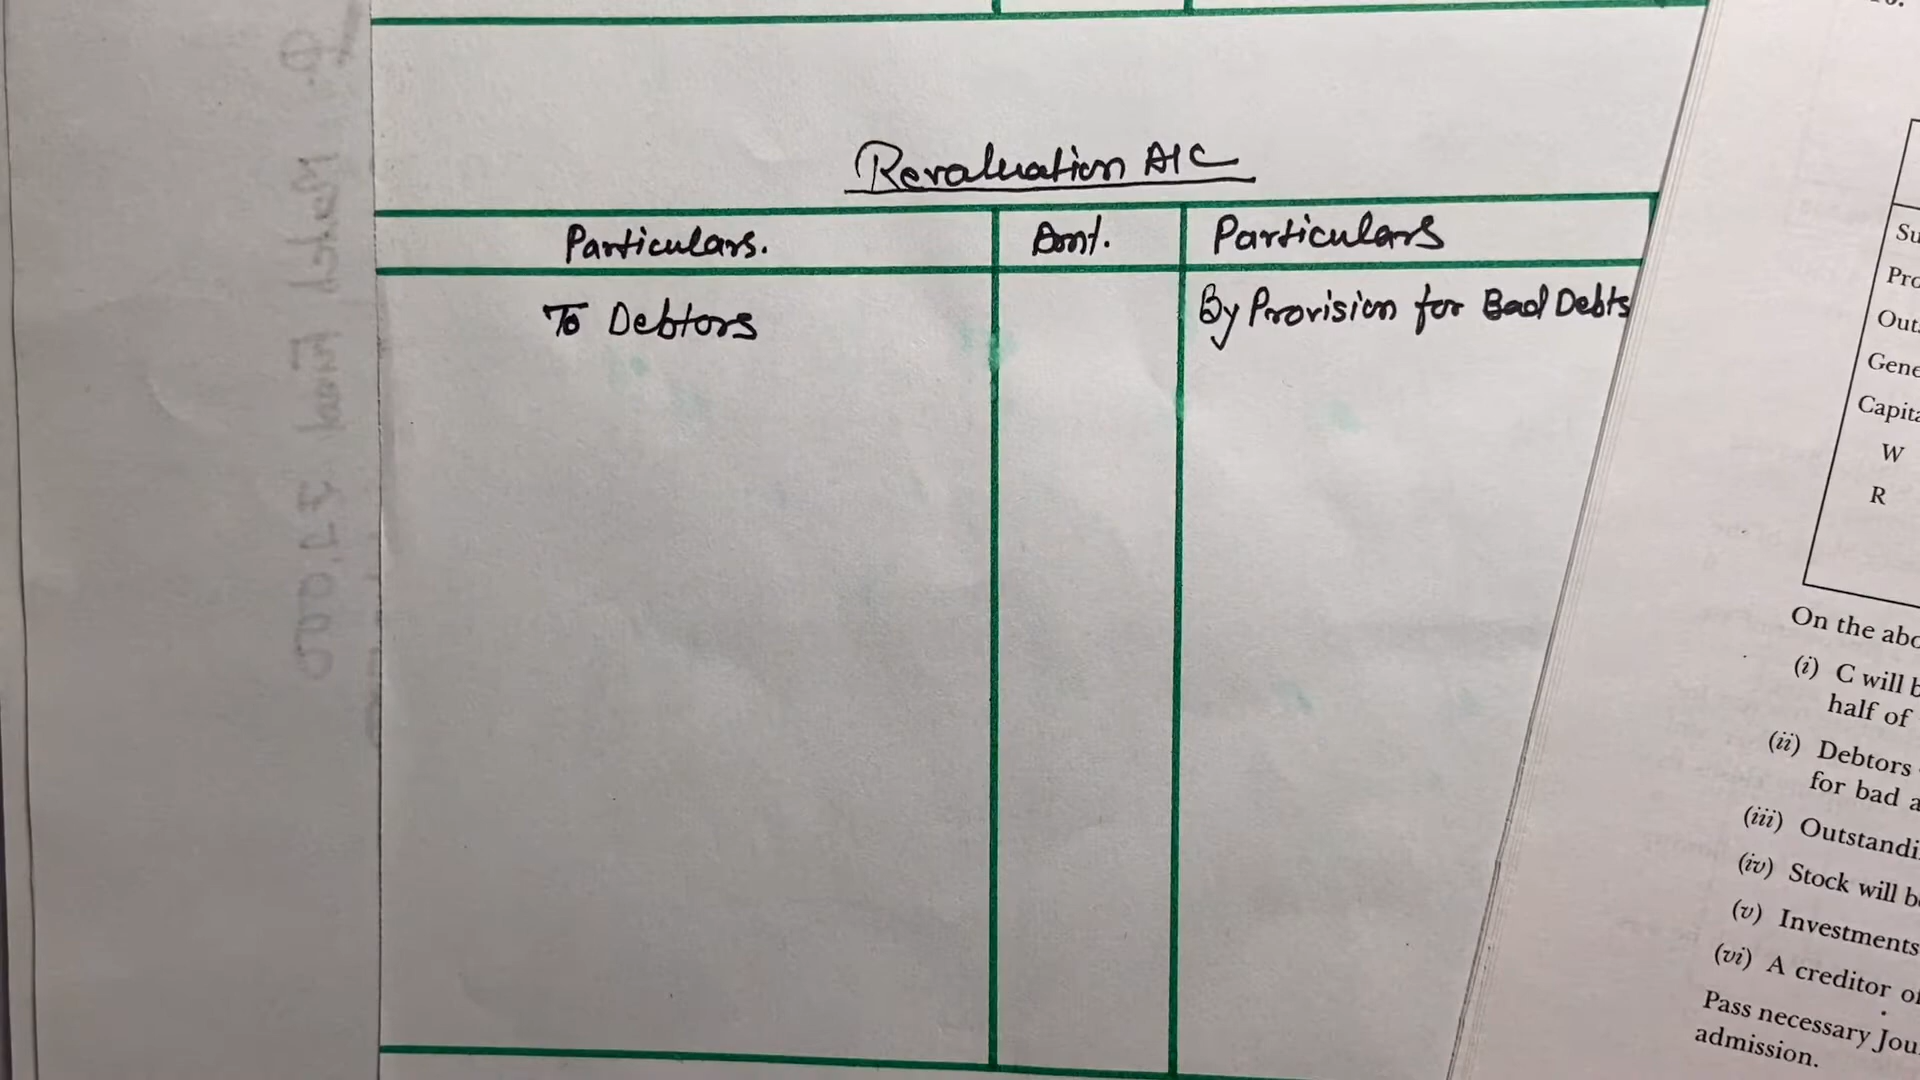 Revaluation A/C
Particulars. Amt. Particulars
To Debtors By Provision for Bad Debts
Su
Pro
Out
Gene
Capita
W
R
On the abo
(i) C will b
half of
(ii) Debtors
for bad a
(iii) Outstandi
(iv) Stock will b
(v) Investments
(vi) A creditor of
Pass necessary Jou
admission.